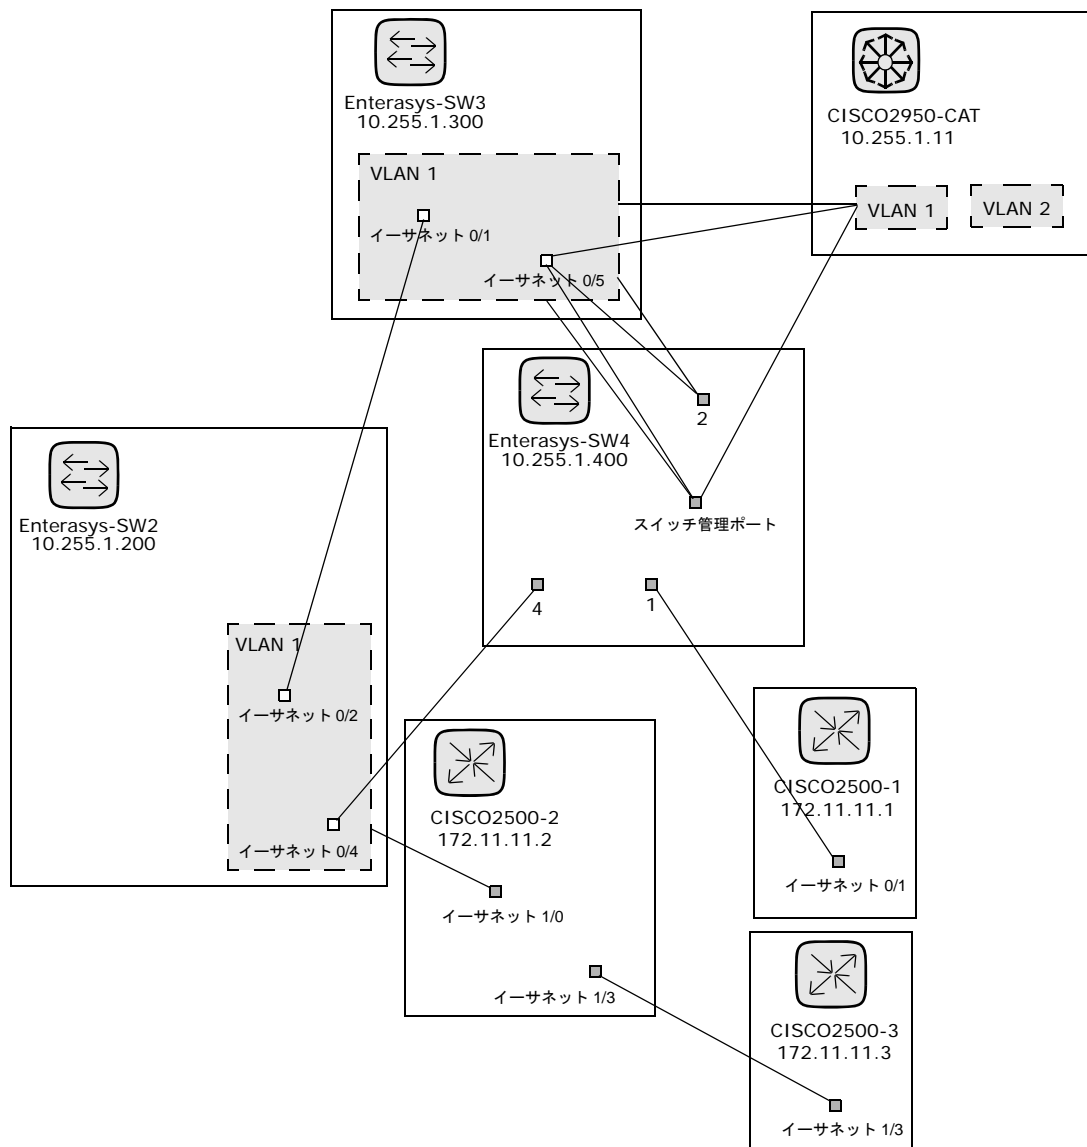 Enterasys-SW3
10.255.1.300
VLAN 1
イーサネット 0/1
イーサネット 0/5
CISCO2950-CAT
10.255.1.11
VLAN 1
VLAN 2
Enterasys-SW4
10.255.1.400
2
スイッチ管理ポート
4
1
Enterasys-SW2
10.255.1.200
VLAN 1
イーサネット 0/2
イーサネット 0/4
CISCO2500-2
172.11.11.2
イーサネット 1/0
イーサネット 1/3
CISCO2500-1
172.11.11.1
イーサネット 0/1
CISCO2500-3
172.11.11.3
イーサネット 1/3